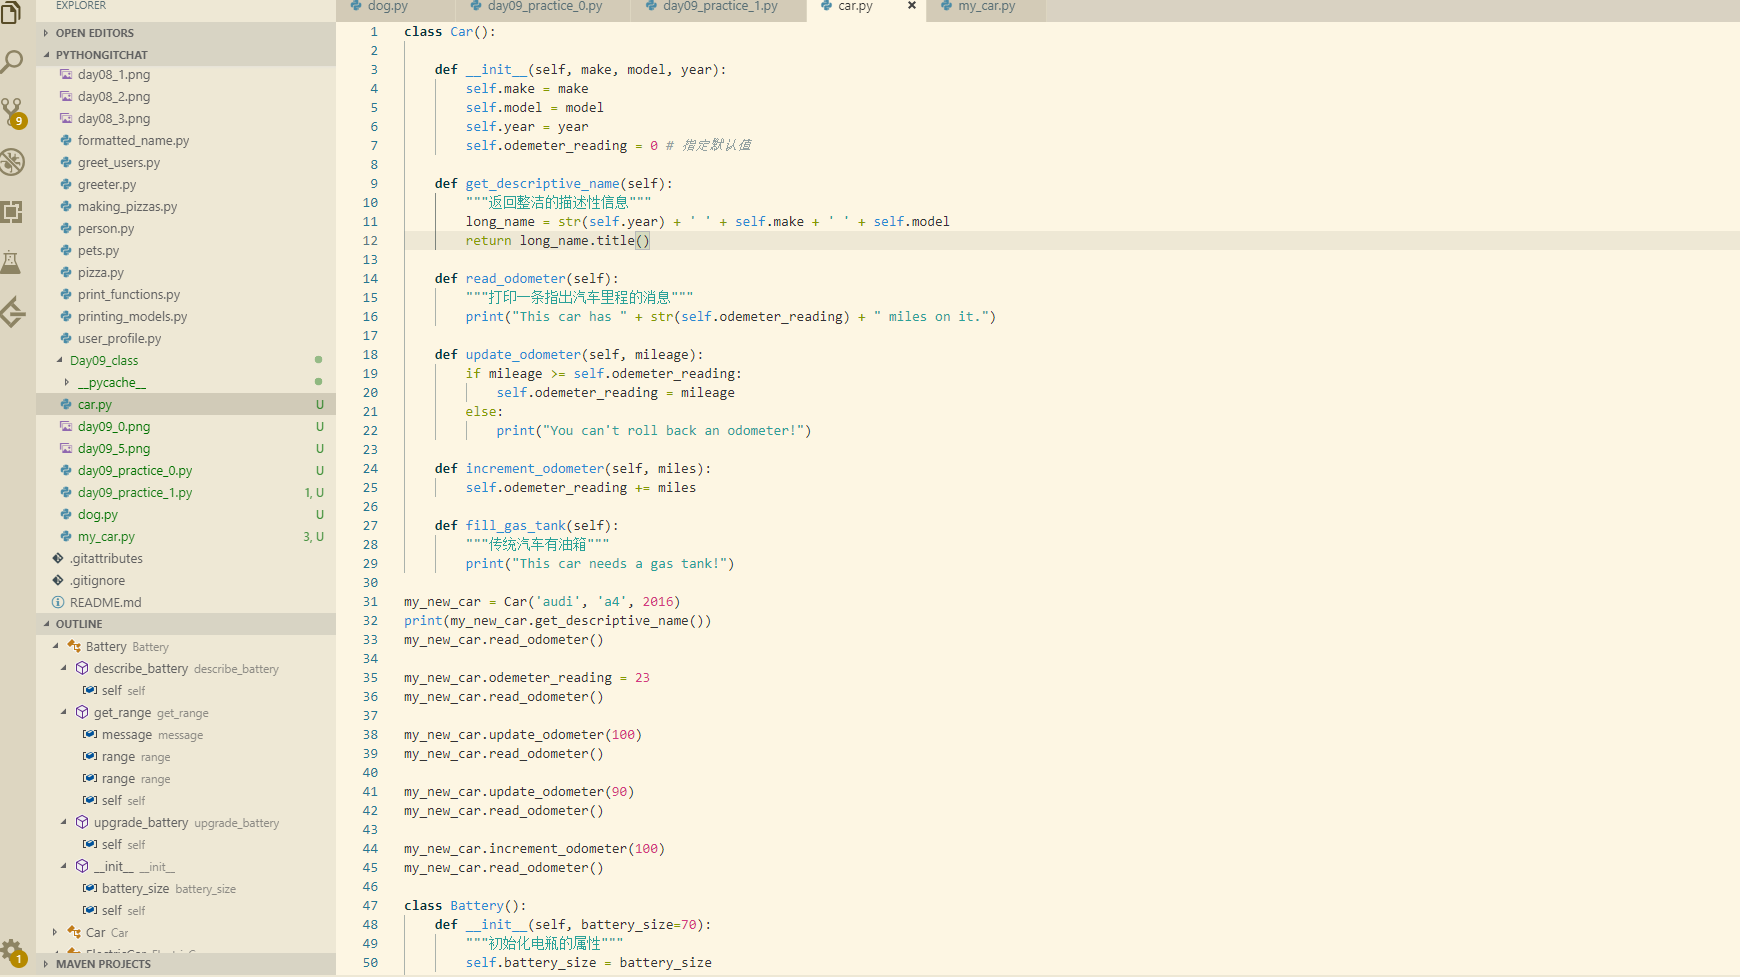 EXPLORER
OPEN EDITORS
PYTHONGITCHAT
day08_1.png
day08_2.png
day08_3.png
formatted_name.py
greet_users.py
greeter.py
making_pizzas.py
person.py
pets.py
pizza.py
print_functions.py
printing_models.py
user_profile.py
Day09_class
__pycache__
car.py U
day09_0.png U
day09_5.png U
day09_practice_0.py U
day09_practice_1.py 1, U
dog.py U
my_car.py 3, U
.gitattributes
.gitignore
README.md
OUTLINE
Battery Battery
describe_battery describe_battery
self self
get_range get_range
message message
range range
range range
self self
upgrade_battery upgrade_battery
self self
__init__ __init__
battery_size battery_size
self self
Car Car
MAVEN PROJECTS
9
1
dog.py day09_practice_0.py day09_practice_1.py car.py × my_car.py
1 class Car():
2
3 def __init__(self, make, model, year):
4 self.make = make
5 self.model = model
6 self.year = year
7 self.odemeter_reading = 0 # 指定默认值
8
9 def get_descriptive_name(self):
10 """返回整洁的描述性信息"""
11 long_name = str(self.year) + ' ' + self.make + ' ' + self.model
12 return long_name.title()
13
14 def read_odometer(self):
15 """打印一条指出汽车里程的消息"""
16 print("This car has " + str(self.odemeter_reading) + " miles on it.")
17
18 def update_odometer(self, mileage):
19 if mileage >= self.odemeter_reading:
20 self.odemeter_reading = mileage
21 else:
22 print("You can't roll back an odometer!")
23
24 def increment_odometer(self, miles):
25 self.odemeter_reading += miles
26
27 def fill_gas_tank(self):
28 """传统汽车有油箱"""
29 print("This car needs a gas tank!")
30
31 my_new_car = Car('audi', 'a4', 2016)
32 print(my_new_car.get_descriptive_name())
33 my_new_car.read_odometer()
34
35 my_new_car.odemeter_reading = 23
36 my_new_car.read_odometer()
37
38 my_new_car.update_odometer(100)
39 my_new_car.read_odometer()
40
41 my_new_car.update_odometer(90)
42 my_new_car.read_odometer()
43
44 my_new_car.increment_odometer(100)
45 my_new_car.read_odometer()
46
47 class Battery():
48 def __init__(self, battery_size=70):
49 """初始化电瓶的属性"""
50 self.battery_size = battery_size